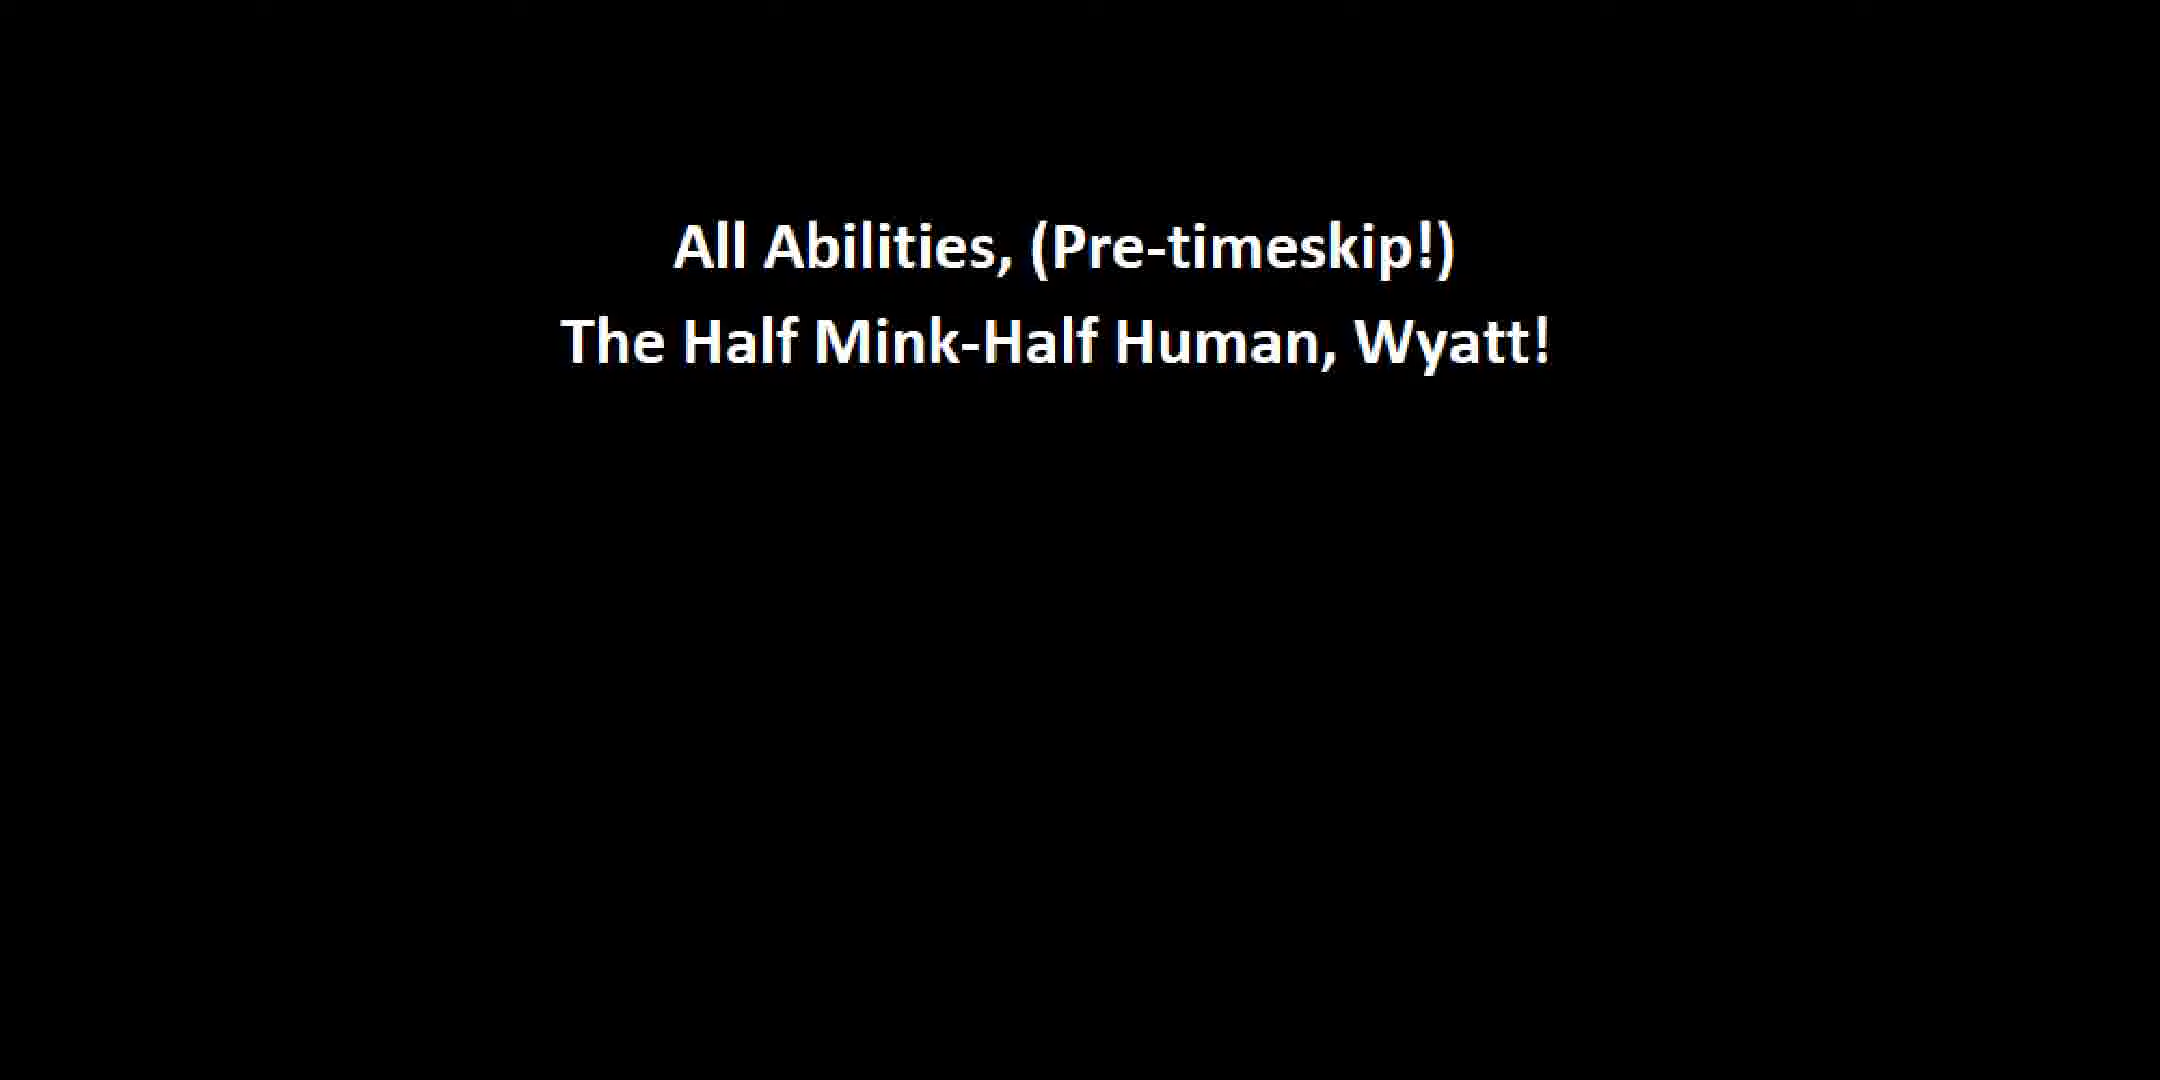 All Abilities, (Pre-timeskip!)
The Half Mink-Half Human, Wyatt!